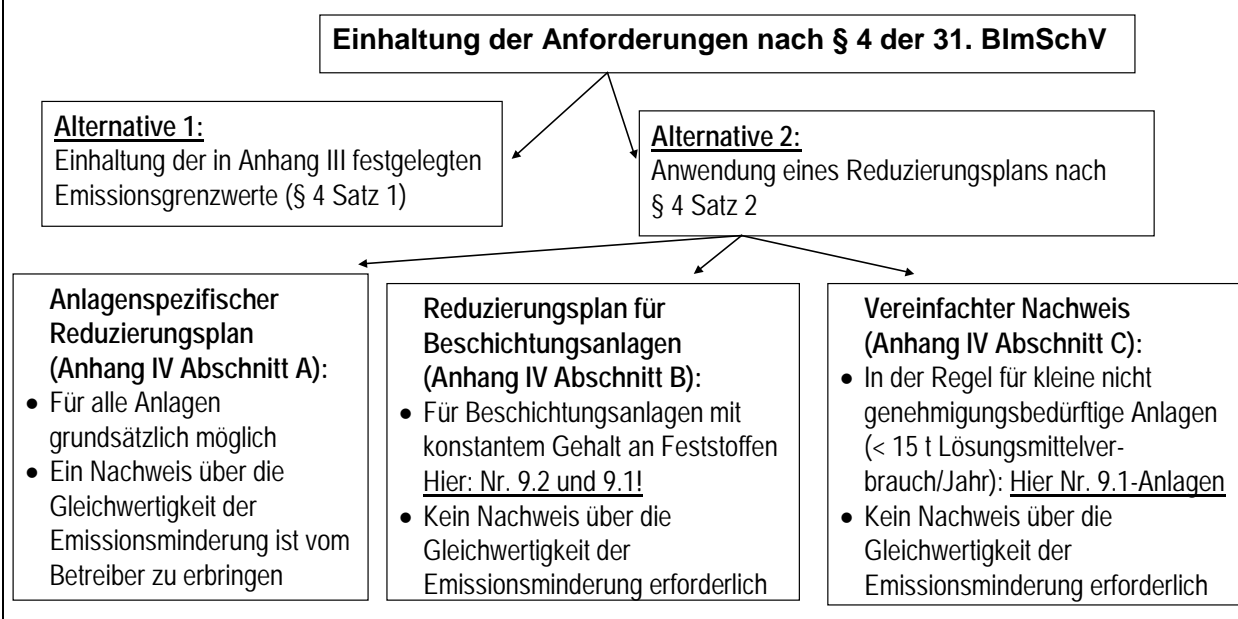 Einhaltung der Anforderungen nach § 4 der 31. BImSchV
Alternative 1:
Einhaltung der in Anhang III festgelegten
Emissionsgrenzwerte (§ 4 Satz 1)
Alternative 2:
Anwendung eines Reduzierungsplans nach
§ 4 Satz 2
Anlagenspezifischer
Reduzierungsplan
(Anhang IV Abschnitt A):
• Für alle Anlagen
grundsätzlich möglich
• Ein Nachweis über die
Gleichwertigkeit der
Emissionsminderung ist vom
Betreiber zu erbringen
Reduzierungsplan für
Beschichtungsanlagen
(Anhang IV Abschnitt B):
• Für Beschichtungsanlagen mit
konstantem Gehalt an Feststoffen
Hier: Nr. 9.2 und 9.1!
• Kein Nachweis über die
Gleichwertigkeit der
Emissionsminderung erforderlich
Vereinfachter Nachweis
(Anhang IV Abschnitt C):
• In der Regel für kleine nicht
genehmigungsbedürftige Anlagen
(< 15 t Lösungsmittelver-
brauch/Jahr): Hier Nr. 9.1-Anlagen
• Kein Nachweis über die
Gleichwertigkeit der
Emissionsminderung erforderlich